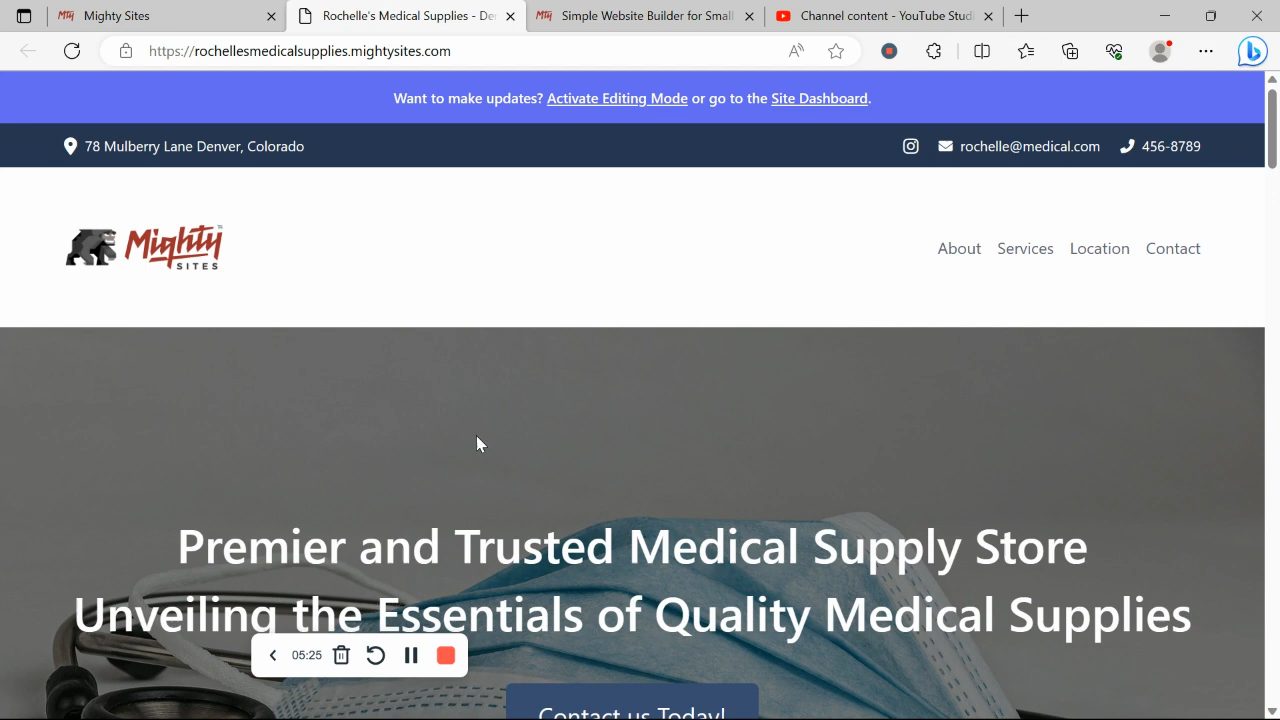 Mighty Sites
Rochelle's Medical Supplies - De
Simple Website Builder for Small
Channel content - YouTube Stud
https://rochellesmedicalsupplies.mightysites.com
Want to make updates? Activate Editing Mode or go to the Site Dashboard.
78 Mulberry Lane Denver, Colorado
rochelle@medical.com
456-8789
Mighty
SITES
About
Services
Location
Contact
Premier and Trusted Medical Supply Store
Unveiling the Essentials of Quality Medical Supplies
05:25
Contact us Today!